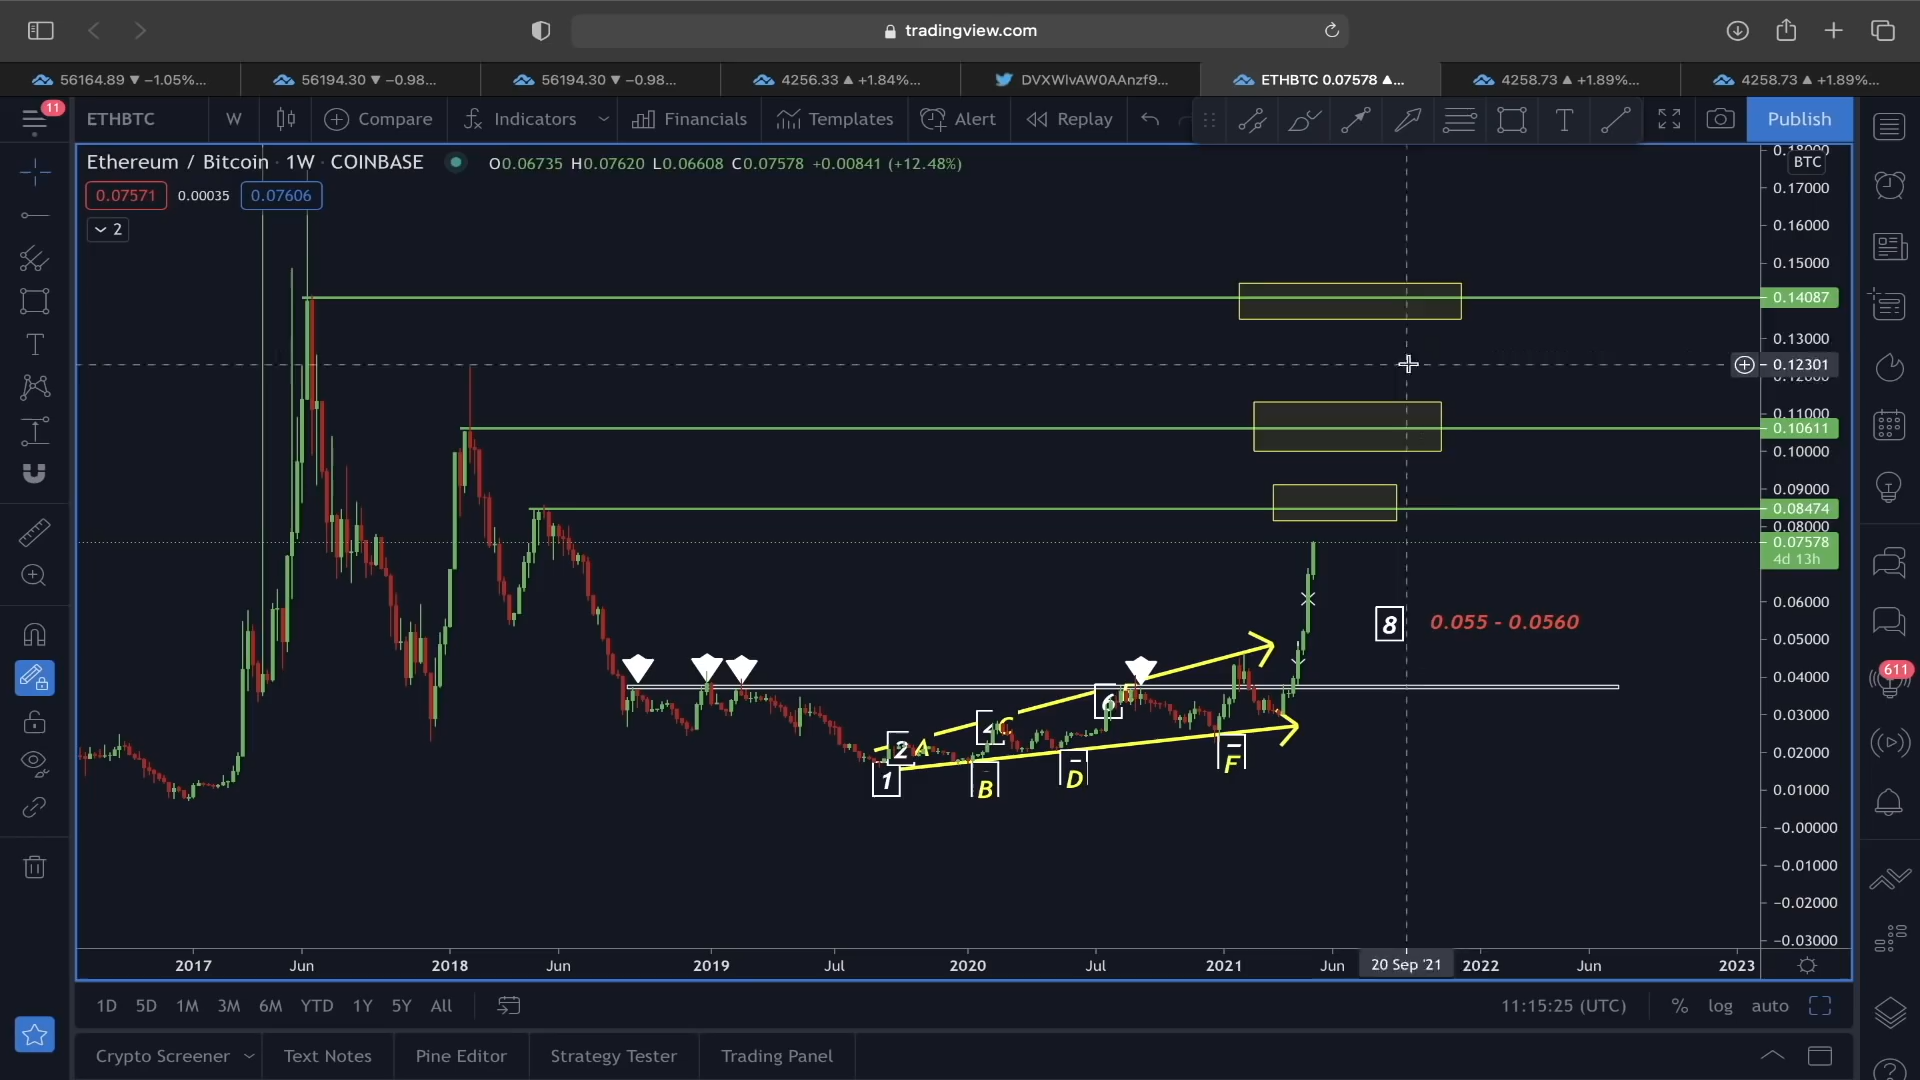 tradingview.com
56164.89 ▼ −1.05%...
56194.30 ▼ −0.98...
56194.30 ▼ −0.98...
4256.33 ▲ +1.84%...
DVXWlvAW0AAnzf9...
ETHBTC 0.07578 ▲...
4258.73 ▲ +1.89%...
4258.73 ▲ +1.89%...
11
ETHBTC W Compare Indicators Financials Templates Alert Replay Publish
Ethereum / Bitcoin · 1W · COINBASE O0.06735 H0.07620 L0.06608 C0.07578 +0.00841 (+12.48%)
0.07571 0.00035 0.07606
2
BTC
0.18000
0.17000
0.16000
0.15000
0.14087
0.13000
0.12301
0.12000
0.11000
0.10611
0.10000
0.09000
0.08474
0.08000
0.07578
4d 13h
0.06000
0.05000
0.04000
0.03000
0.02000
0.01000
−0.00000
−0.01000
−0.02000
−0.03000
8 0.055 - 0.0560
6
C
2 A
1
B
D
F
611
2017 Jun 2018 Jun 2019 Jul 2020 Jul 2021 Jun 20 Sep '21 2022 Jun 2023
1D 5D 1M 3M 6M YTD 1Y 5Y All 11:15:25 (UTC) % log auto
Crypto Screener Text Notes Pine Editor Strategy Tester Trading Panel